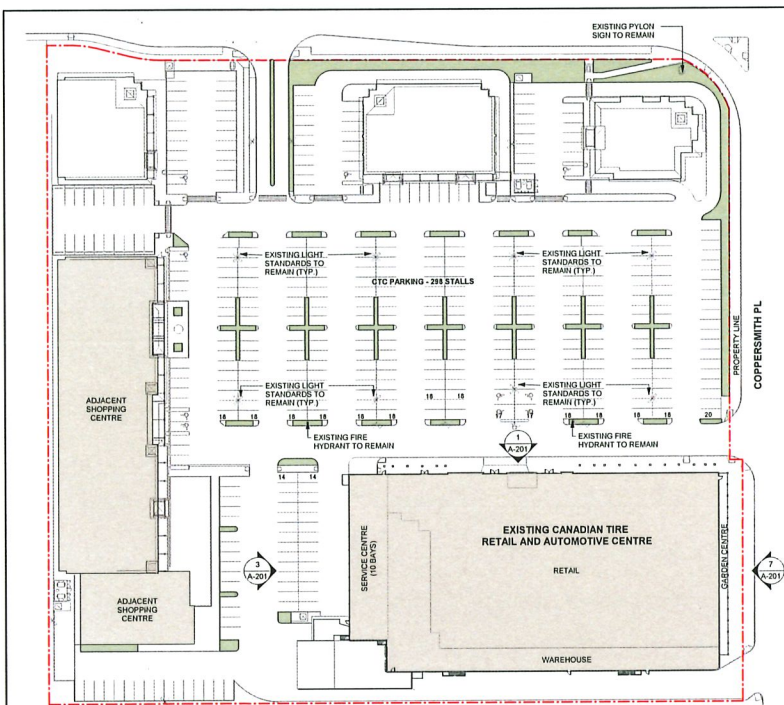 EXISTING PYLON
SIGN TO REMAIN
EXISTING LIGHT
STANDARDS TO
REMAIN (TYP.)
EXISTING LIGHT
STANDARDS TO
REMAIN (TYP.)
CTC PARKING - 298 STALLS
PROPERTY LINE
COPPERSMITH PL
ADJACENT
SHOPPING
CENTRE
EXISTING LIGHT
STANDARDS TO
REMAIN (TYP.)
EXISTING LIGHT
STANDARDS TO
REMAIN (TYP.)
18 18
18 18 18 18 18 18 18 18 17 17 18 18 18 18 20
EXISTING FIRE
HYDRANT TO REMAIN
EXISTING FIRE
HYDRANT TO REMAIN
1
A-201
14 14
SERVICE CENTRE
(10 BAYS)
EXISTING CANADIAN TIRE
RETAIL AND AUTOMOTIVE CENTRE
RETAIL
GARDEN CENTRE
3
A-201
7
A-201
ADJACENT
SHOPPING
CENTRE
WAREHOUSE